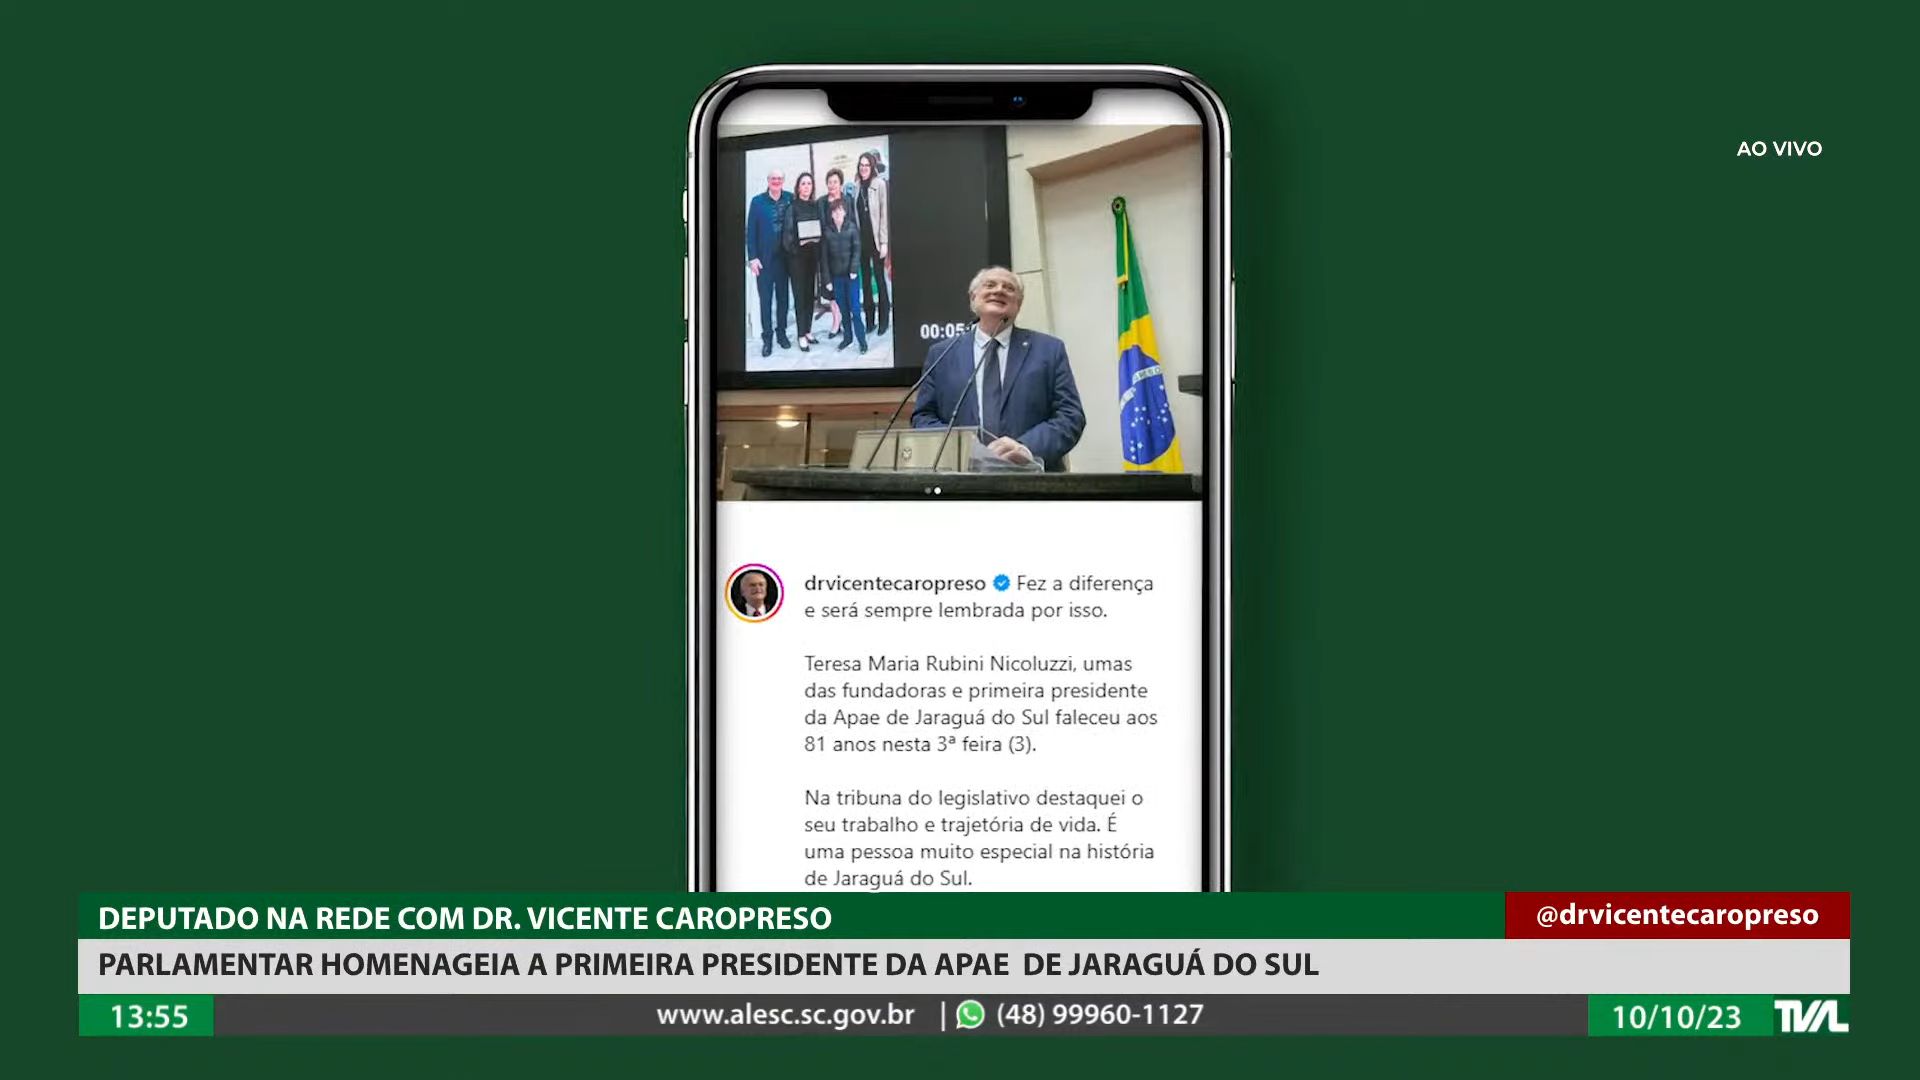 AO VIVO
00:05:
drvicentecaropreso Fez a diferença
e será sempre lembrada por isso.
Teresa Maria Rubini Nicoluzzi, umas
das fundadoras e primeira presidente
da Apae de Jaraguá do Sul faleceu aos
81 anos nesta 3ª feira (3).
Na tribuna do legislativo destaquei o
seu trabalho e trajetória de vida. É
uma pessoa muito especial na história
de Jaraguá do Sul.
DEPUTADO NA REDE COM DR. VICENTE CAROPRESO
@drvicentecaropreso
PARLAMENTAR HOMENAGEIA A PRIMEIRA PRESIDENTE DA APAE DE JARAGUÁ DO SUL
13:55
www.alesc.sc.gov.br | (48) 99960-1127
10/10/23
TVAL